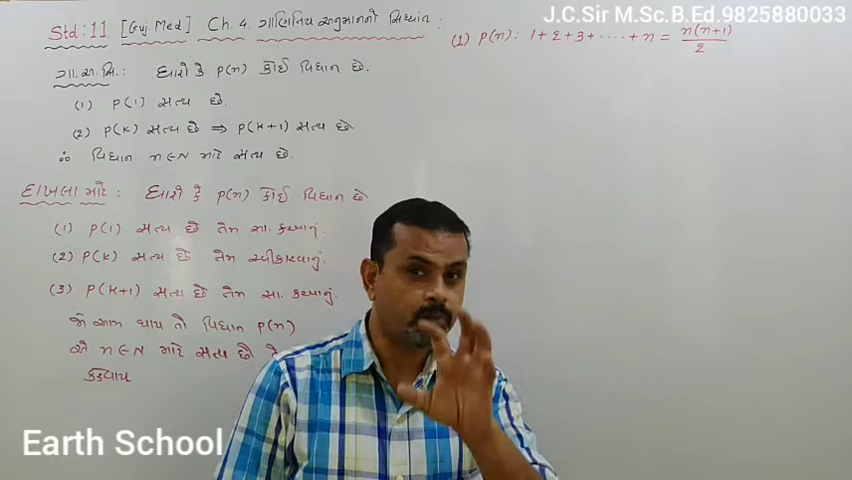 Std: 11 [Guj Med] Ch. 4. ગાણિતિય અનુમાનનો સિધ્ધાંત :
ગા. અ. સિ. : ધારો કે P(n) કોઈ વિધાન છે.
(1) P(1) સત્ય છે.
(2) P(K) સત્ય છે ⇒ P(K+1) સત્ય છે
∴ વિધાન n∈N માટે સત્ય છે.
દાખલા માટે : ધારો કે P(n) કોઈ વિધાન છે
(1) P(1) સત્ય છે તેમ સા. કરવાનું.
(2) P(K) સત્ય છે તેમ સ્વીકારવાનું.
(3) P(K+1) સત્ય છે તેમ સા. કરવાનું.
જો આમ થાય તો વિધાન P(n)
એ n∈N માટે સત્ય છે
કહેવાય
J.C.Sir M.Sc.B.Ed.9825880033
(1) P(n): 1+2+3+ ..... +n = n(n+1)/2
Earth School